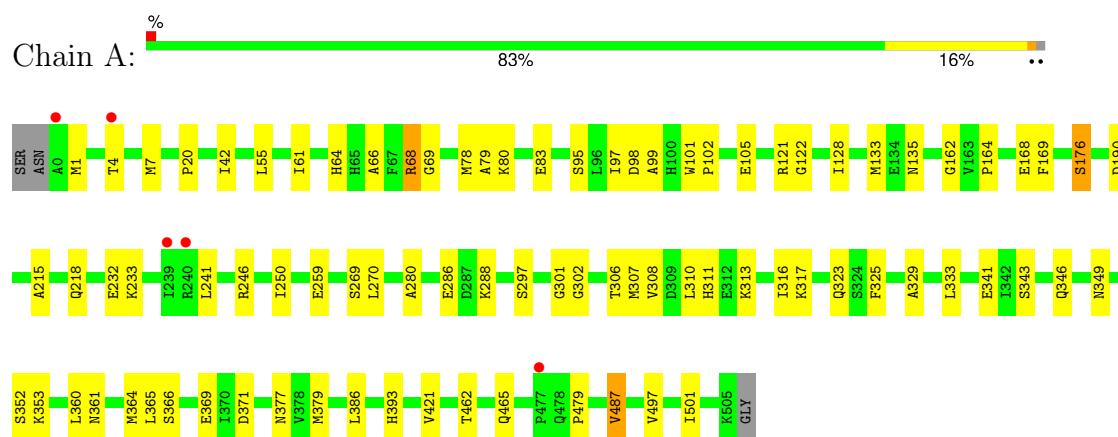 %
Chain A:
83% 16% ••
SER ASN A0 M1 T4 M7 P20 I42 L55 I61 H64 H65 A66 F67 R68 G69 M78 A79 K80 E83 S95 L96 I97 D98 A99 H100 W101 P102 E105 R121 G122 I128 M133 E134 N135 G162 V163 P164 E168 F169 S176
A215 Q218 E232 K233 I239 R240 L241 R246 I250 E259 S269 L270 A280 E286 D287 K288 S297 G301 G302 T306 M307 V308 D309 L310 H311 E312 K313 I316 K317 Q323 S324 F325 A329 L333 E341 I342 S343 Q346 N349
S352 K353 L360 N361 M364 L365 S366 E369 I370 D371 N377 V378 M379 L386 H393 V421 T462 Q465 P477 Q478 P479 V487 V497 I501 K505 GLY